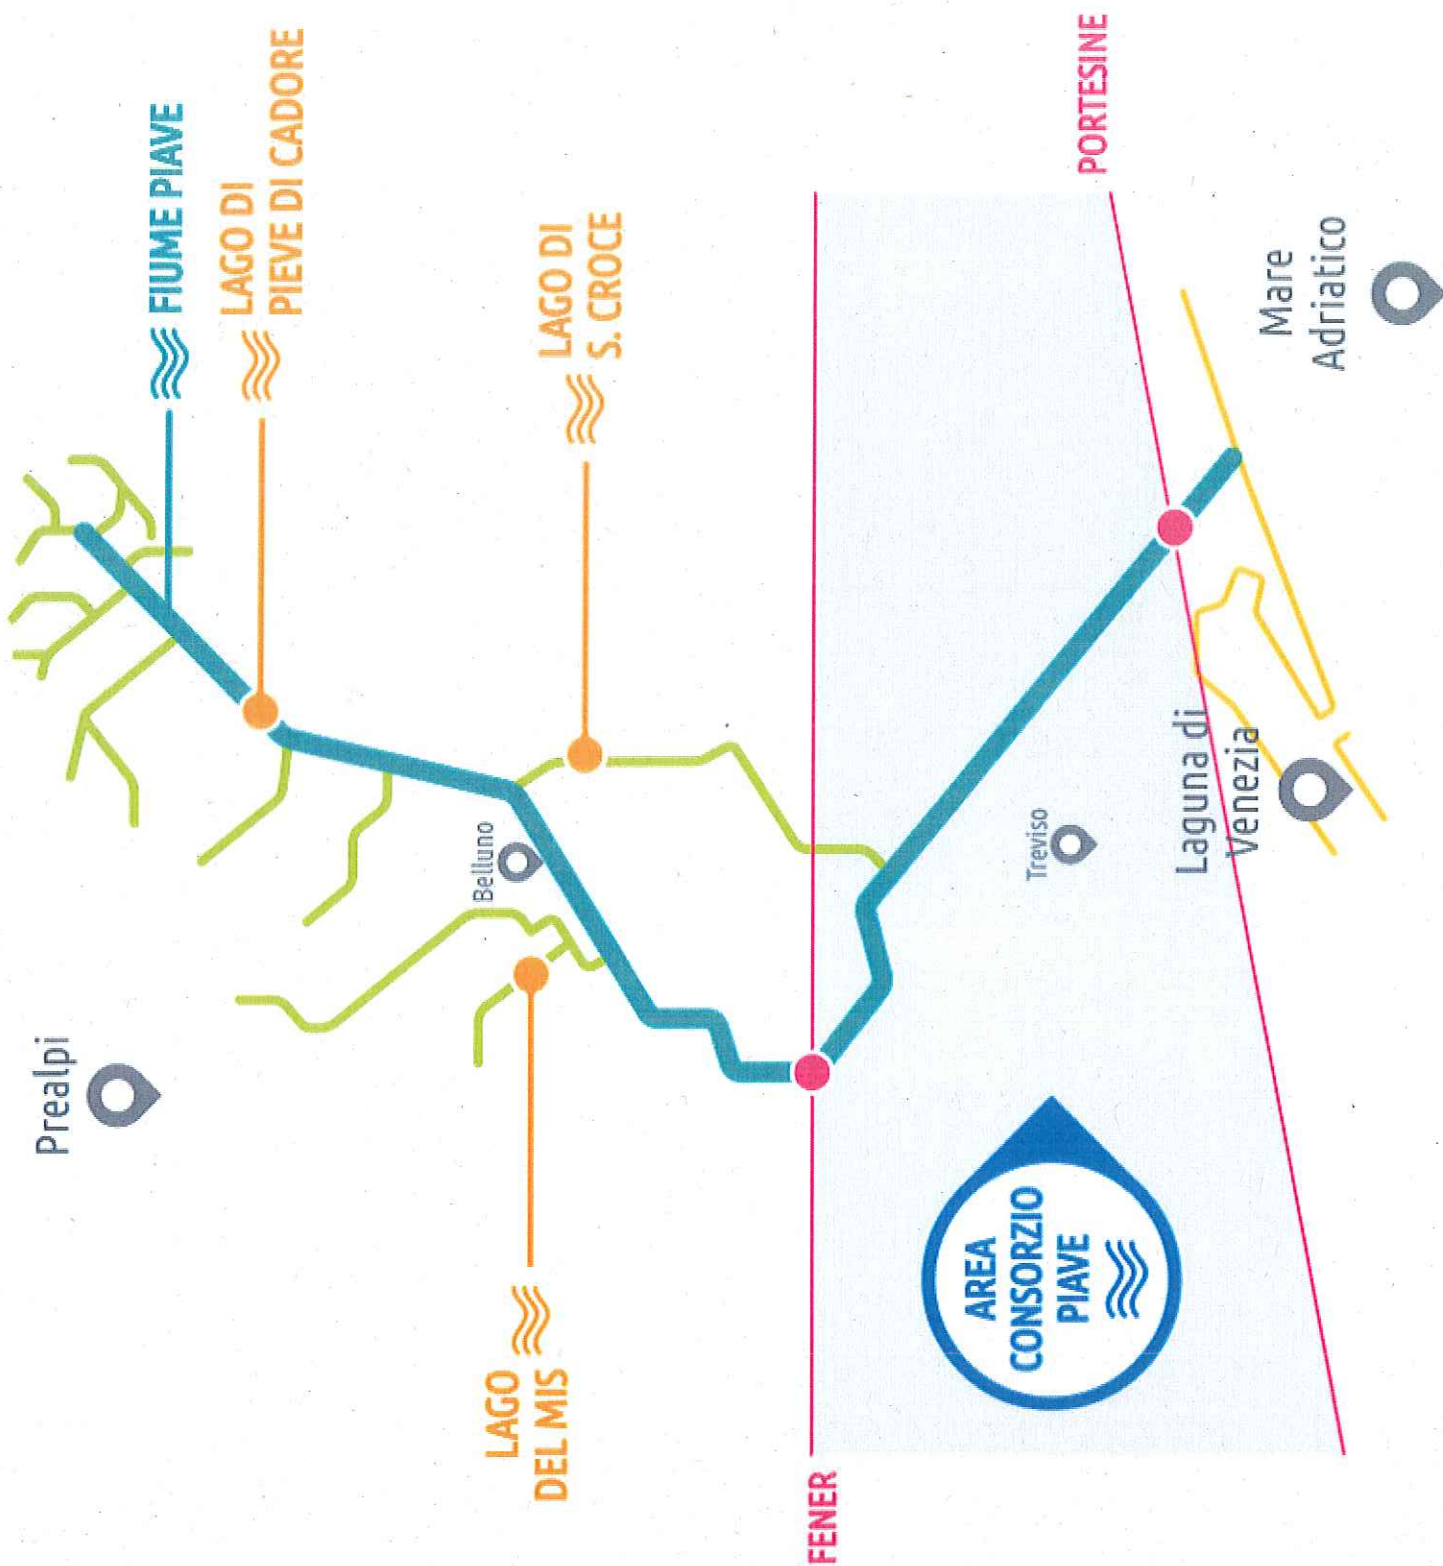 Prealpi
FIUME PIAVE
LAGO DI
PIEVE DI CADORE
Belluno
LAGO
DEL MIS
LAGO DI
S. CROCE
FENER
AREA
CONSORZIO
PIAVE
Treviso
PORTESINE
Laguna di
Venezia
Mare
Adriatico